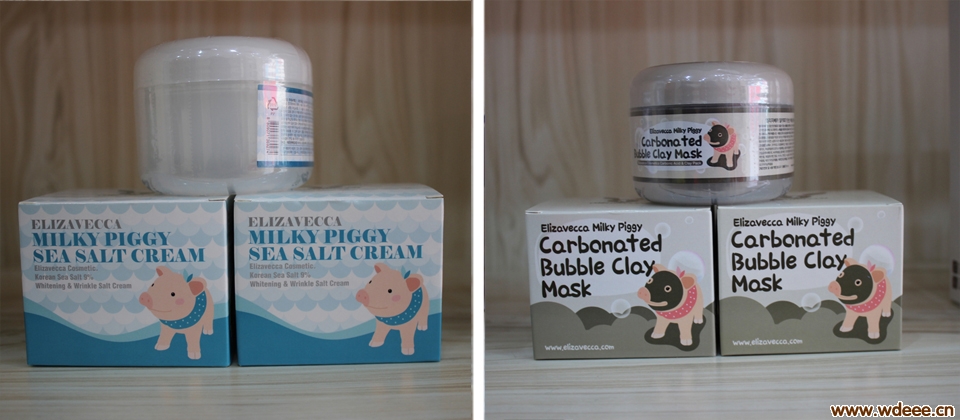 ELIZAVECCA
MILKY PIGGY
SEA SALT CREAM
Elizavecca Cosmetic.
Korean Sea Salt 9%
Whitening & Wrinkle Salt Cream
ELIZAVECCA
MILKY PIGGY
SEA SALT CREAM
Elizavecca Cosmetic.
Korean Sea Salt 9%
Whitening & Wrinkle Salt Cream
Elizavecca Milky Piggy
Carbonated
Bubble Clay Mask
Elizavecca Milky Piggy
Carbonated
Bubble Clay
Mask
www.elizavecca.com
Elizavecca Milky Piggy
Carbonated
Bubble Clay
Mask
www.elizavecca.com
www.wdeee.cn